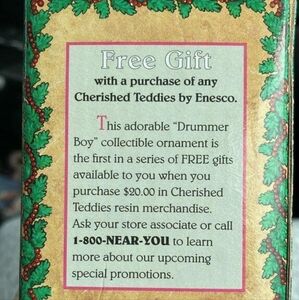 Free Gift
with a purchase of any
Cherished Teddies by Enesco.
This adorable "Drummer
Boy" collectible ornament is
the first in a series of FREE gifts
available to you when you
purchase $20.00 in Cherished
Teddies resin merchandise.
Ask your store associate or call
1-800-NEAR-YOU to learn
more about our upcoming
special promotions.